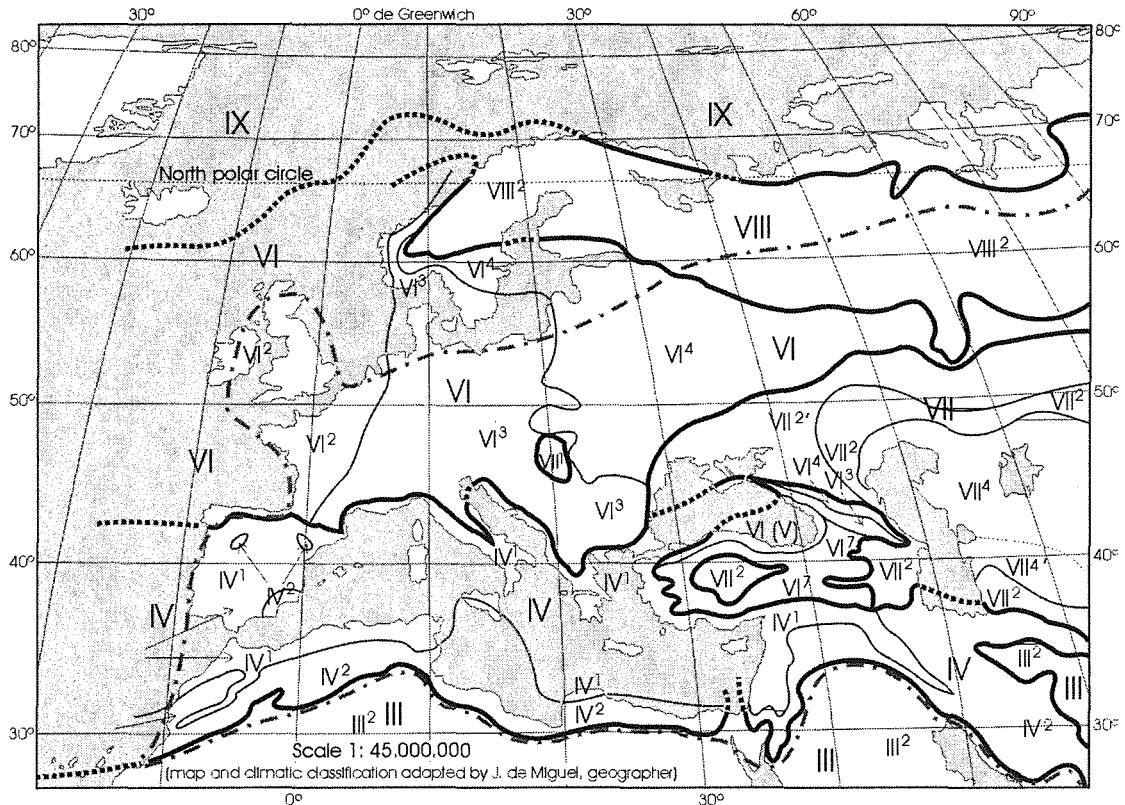 30° 0° de Greenwich 30° 60° 90°
80° 80°
IX IX
70° 70°
North polar circle
VIII²
VIII
VIII²
VI
60° 60°
VI⁴
VI³
VI²
VI⁴ VI
VI
50° 50°
VII
VII²
VII²'
VI³
VI²
VII²
VI
VI⁴
VI³
VII⁴
VI³
VI (V)
IV¹
VI⁷
40° 40°
IV¹ IV¹ VII² VII² VII⁴'
VI⁷
IV² VII²
IV IV
IV¹
IV¹ IV III²
IV² IV¹ III
IV²
III² III IV²
30° 30°
III²
Scale 1: 45,000,000 III
(map and climatic classification adapted by J. de Miguel, geographer)
0° 30°